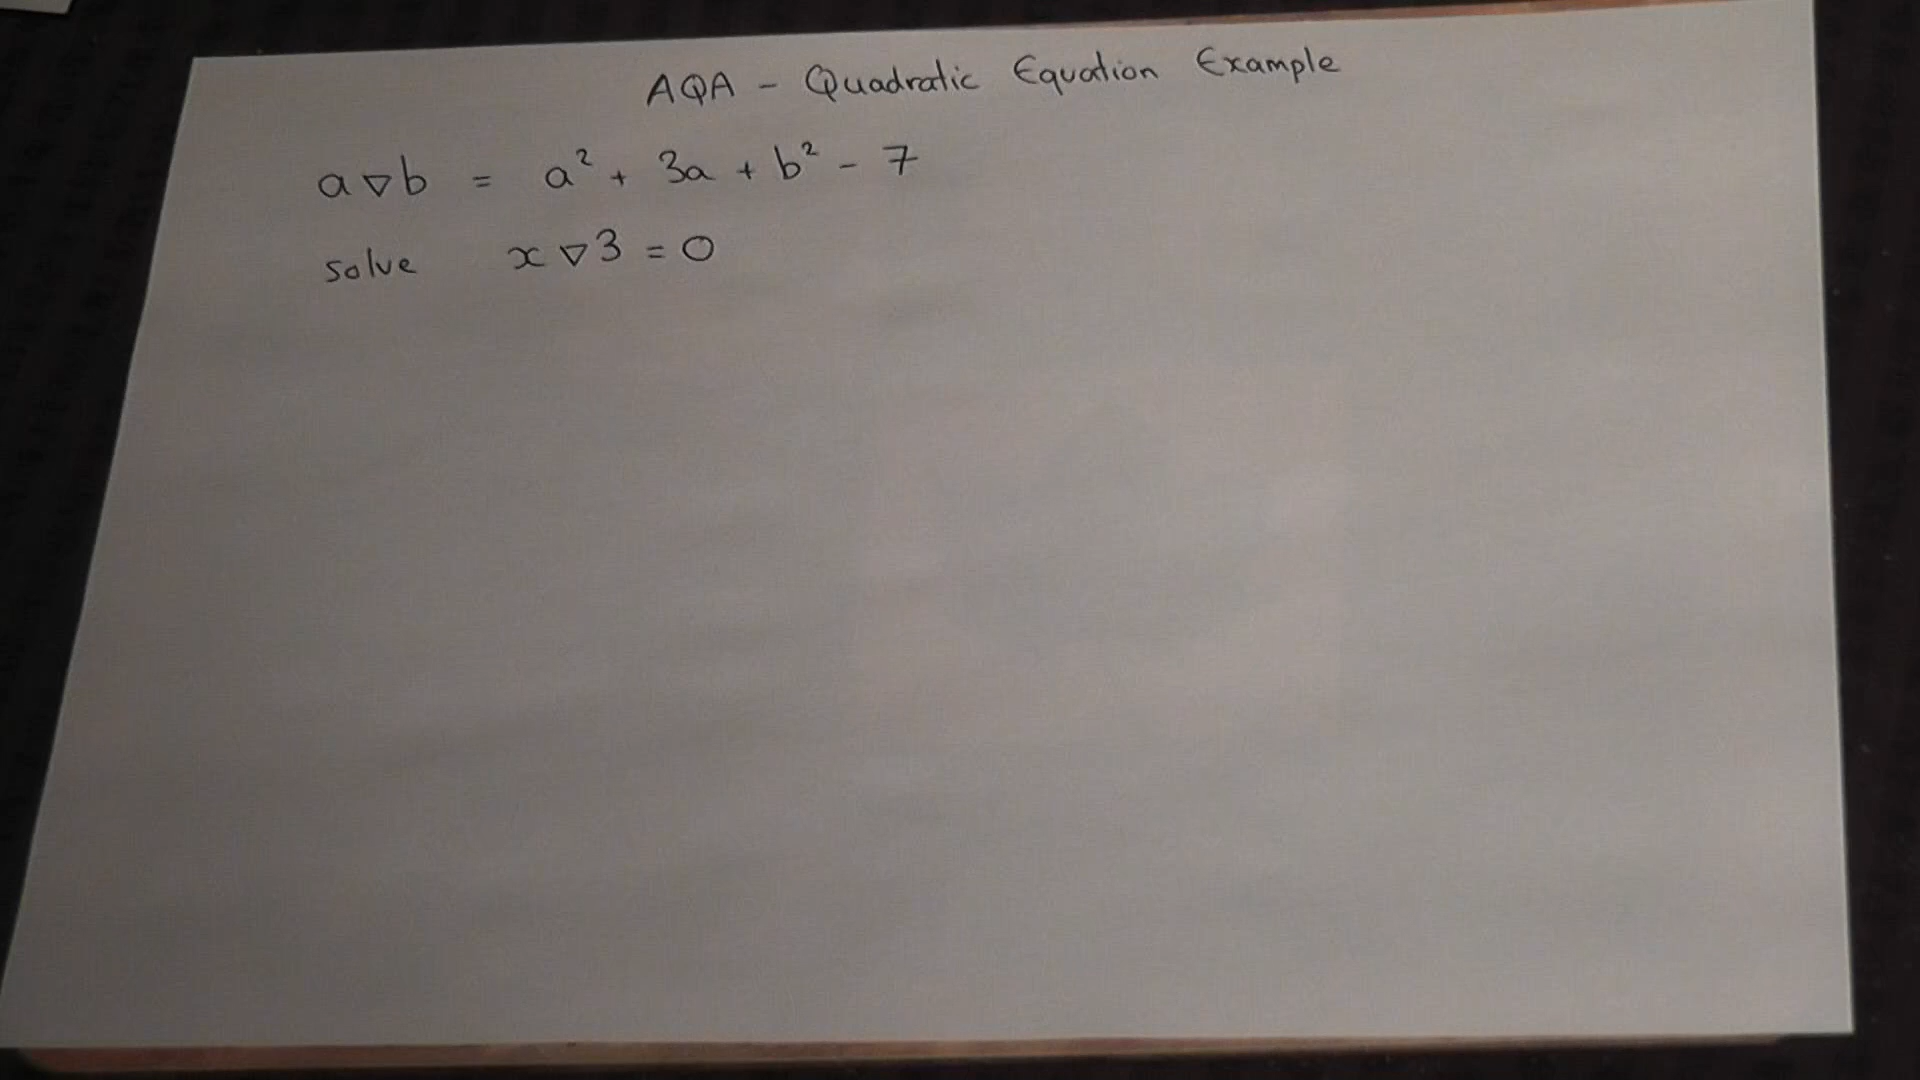 AQA - Quadratic Equation Example
a ▽ b = a² + 3a + b² - 7
solve x ▽ 3 = 0